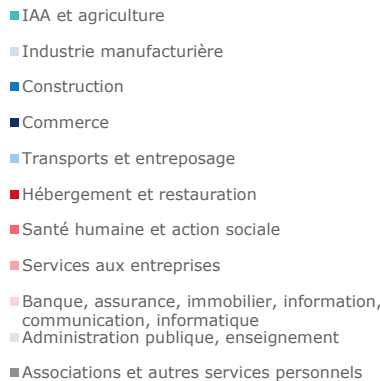 IAA et agriculture
Industrie manufacturière
Construction
Commerce
Transports et entreposage
Hébergement et restauration
Santé humaine et action sociale
Services aux entreprises
Banque, assurance, immobilier, information,
communication, informatique
Administration publique, enseignement
Associations et autres services personnels